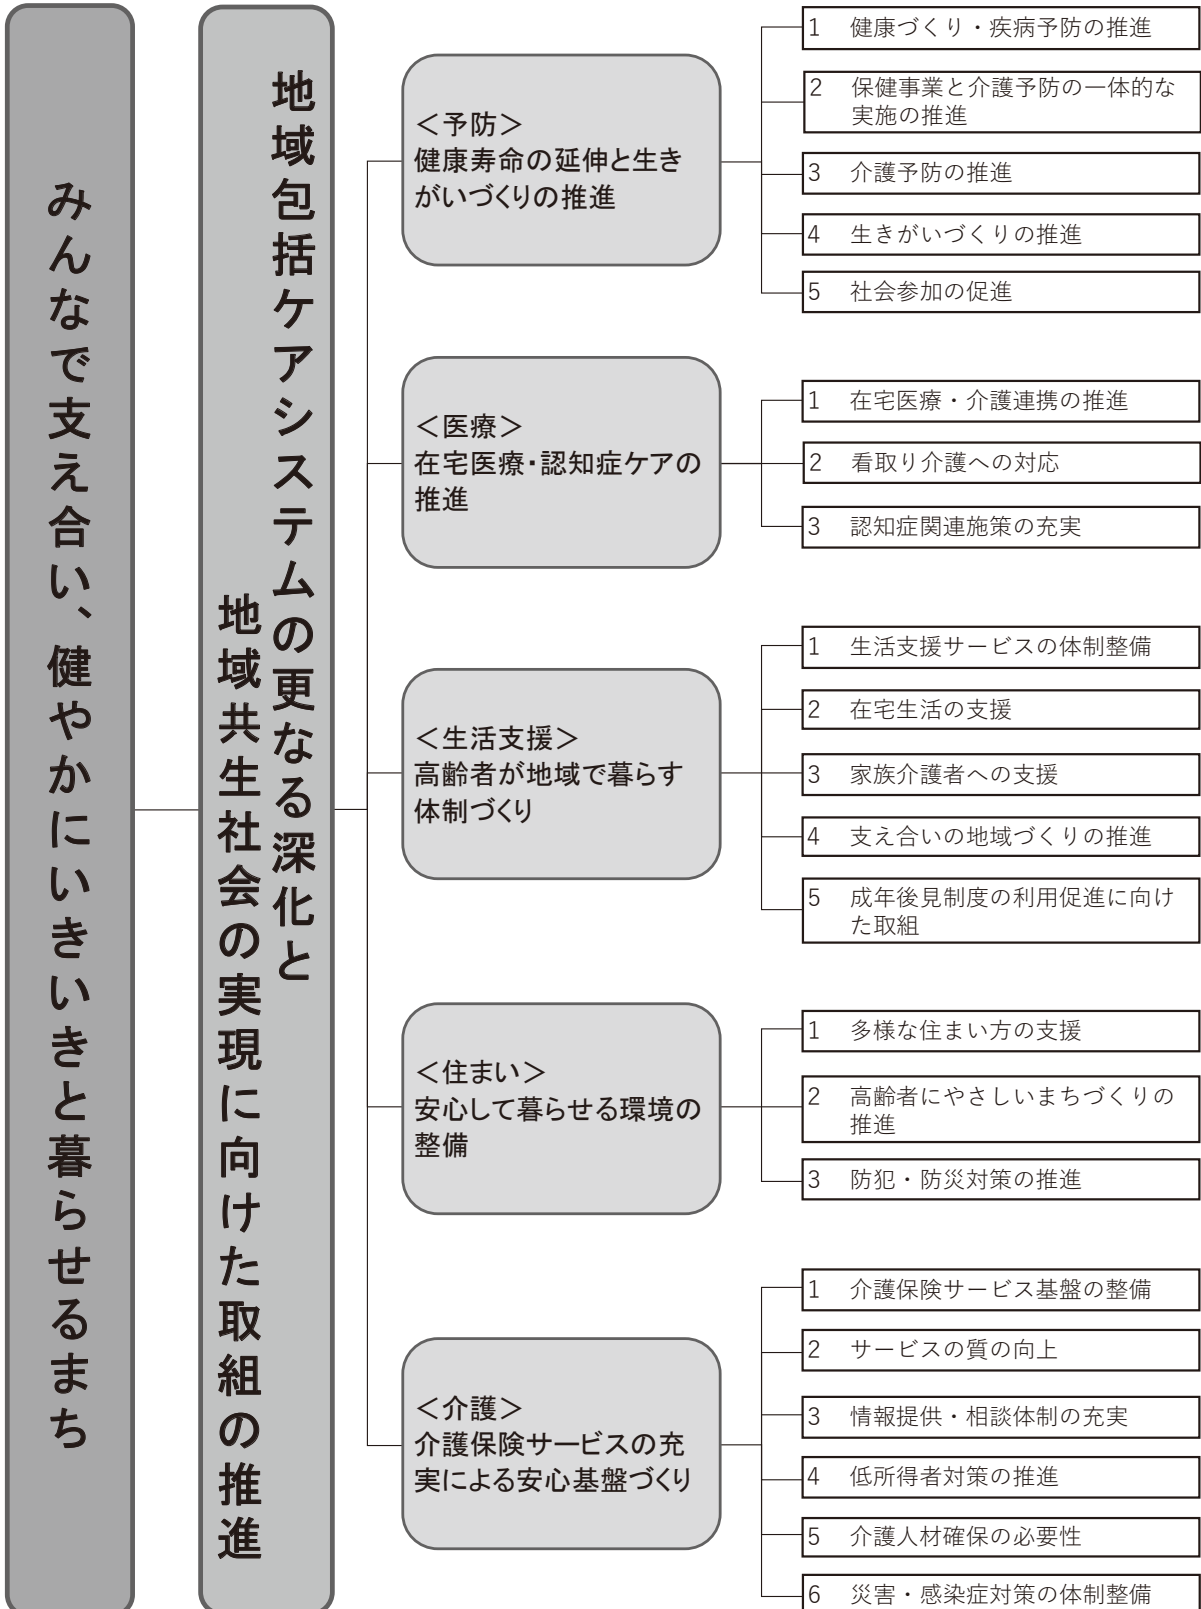 みんなで支え合い、健やかにいきいきと暮らせるまち
地域包括ケアシステムの更なる深化と
地域共生社会の実現に向けた取組の推進
＜予防＞
健康寿命の延伸と生き
がいづくりの推進
1 健康づくり・疾病予防の推進
2 保健事業と介護予防の一体的な
実施の推進
3 介護予防の推進
4 生きがいづくりの推進
5 社会参加の促進
＜医療＞
在宅医療・認知症ケアの
推進
1 在宅医療・介護連携の推進
2 看取り介護への対応
3 認知症関連施策の充実
＜生活支援＞
高齢者が地域で暮らす
体制づくり
1 生活支援サービスの体制整備
2 在宅生活の支援
3 家族介護者への支援
4 支え合いの地域づくりの推進
5 成年後見制度の利用促進に向け
た取組
＜住まい＞
安心して暮らせる環境の
整備
1 多様な住まい方の支援
2 高齢者にやさしいまちづくりの
推進
3 防犯・防災対策の推進
＜介護＞
介護保険サービスの充
実による安心基盤づくり
1 介護保険サービス基盤の整備
2 サービスの質の向上
3 情報提供・相談体制の充実
4 低所得者対策の推進
5 介護人材確保の必要性
6 災害・感染症対策の体制整備